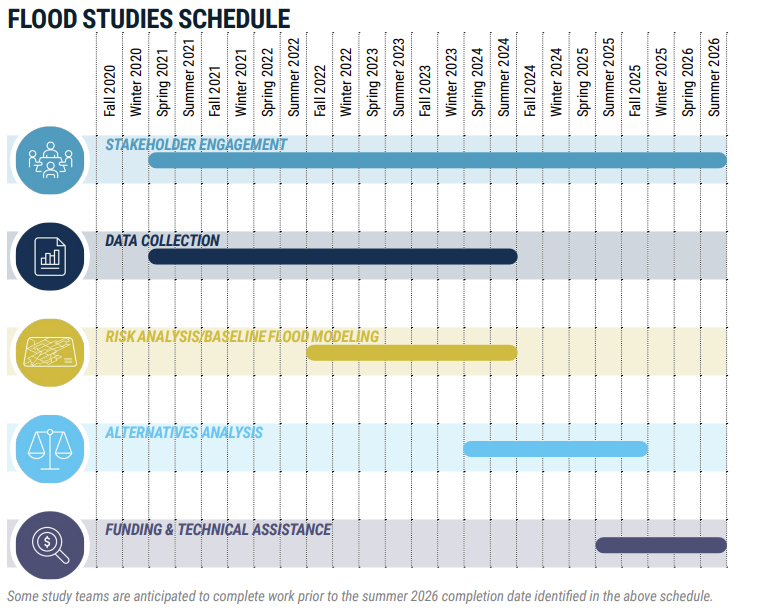 FLOOD STUDIES SCHEDULE
Fall 2020
Winter 2020
Spring 2021
Summer 2021
Fall 2021
Winter 2021
Spring 2022
Summer 2022
Fall 2022
Winter 2022
Spring 2023
Summer 2023
Fall 2023
Winter 2023
Spring 2024
Summer 2024
Fall 2024
Winter 2024
Spring 2025
Summer 2025
Fall 2025
Winter 2025
Spring 2026
Summer 2026
STAKEHOLDER ENGAGEMENT
DATA COLLECTION
RISK ANALYSIS/BASELINE FLOOD MODELING
ALTERNATIVES ANALYSIS
$
FUNDING & TECHNICAL ASSISTANCE
Some study teams are anticipated to complete work prior to the summer 2026 completion date identified in the above schedule.